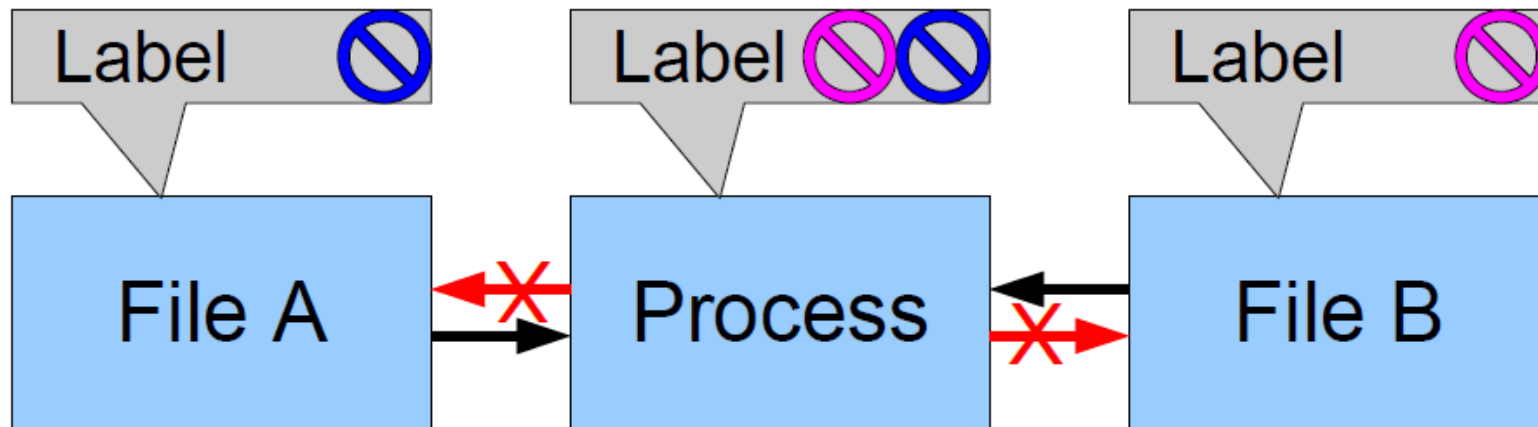 Label
Label
Label
File A
X
Process
X
File B